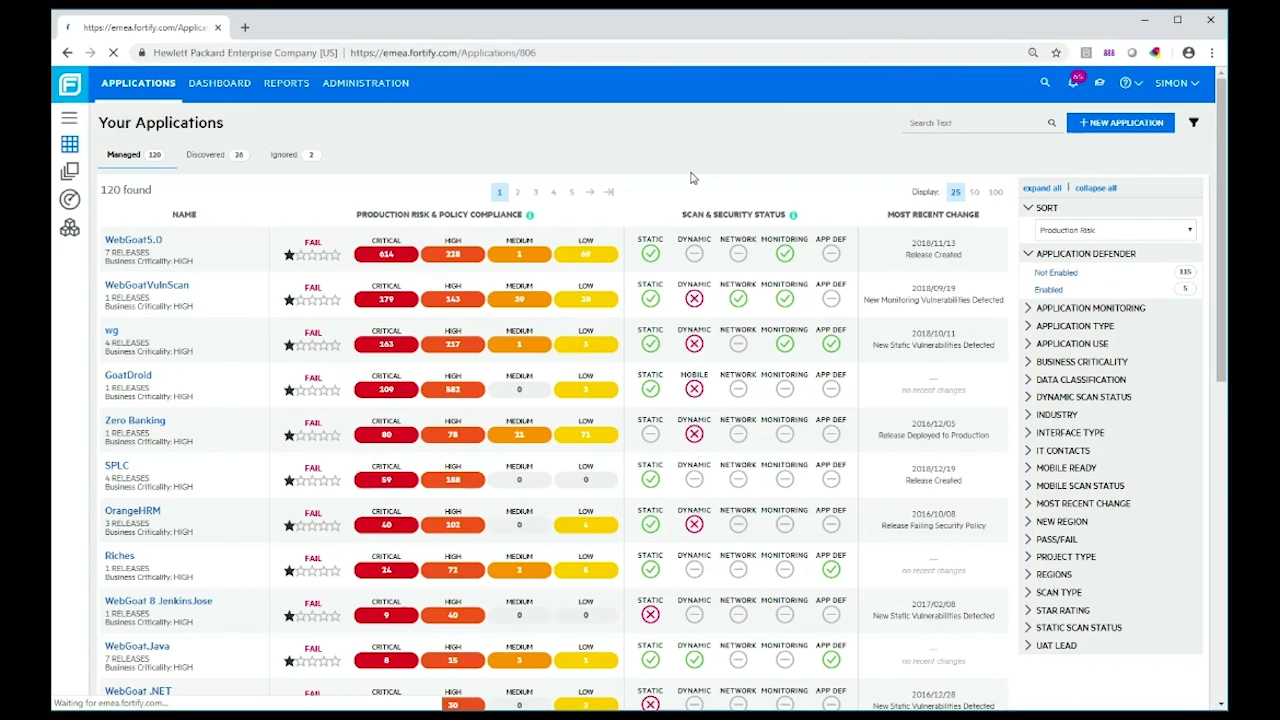 https://emea.fortify.com/Applicat
Hewlett Packard Enterprise Company [US] | https://emea.fortify.com/Applications/806
APPLICATIONS DASHBOARD REPORTS ADMINISTRATION SIMON
Your Applications
Search Text
+ NEW APPLICATION
Managed 120 Discovered 26 Ignored 2
120 found
1 2 3 4 5
Display: 25 50 100
NAME PRODUCTION RISK & POLICY COMPLIANCE SCAN & SECURITY STATUS MOST RECENT CHANGE
WebGoat5.0
7 RELEASES
Business Criticality: HIGH
FAIL
CRITICAL HIGH MEDIUM LOW
614 228 1 69
STATIC DYNAMIC NETWORK MONITORING APP DEF
2018/11/13
Release Created
WebGoatVulnScan
1 RELEASES
Business Criticality: HIGH
FAIL
CRITICAL HIGH MEDIUM LOW
179 143 39 38
STATIC DYNAMIC NETWORK MONITORING APP DEF
2018/09/19
New Monitoring Vulnerabilities Detected
wg
4 RELEASES
Business Criticality: HIGH
FAIL
CRITICAL HIGH MEDIUM LOW
163 217 1 3
STATIC DYNAMIC NETWORK MONITORING APP DEF
2018/10/11
New Static Vulnerabilities Detected
GoatDroid
1 RELEASES
Business Criticality: HIGH
FAIL
CRITICAL HIGH MEDIUM LOW
109 582 0 3
STATIC MOBILE NETWORK MONITORING APP DEF
---
no recent changes
Zero Banking
1 RELEASES
Business Criticality: HIGH
FAIL
CRITICAL HIGH MEDIUM LOW
80 78 21 71
STATIC DYNAMIC NETWORK MONITORING APP DEF
2016/12/05
Release Deployed to Production
SPLC
4 RELEASES
Business Criticality: HIGH
FAIL
CRITICAL HIGH MEDIUM LOW
59 188 0 0
STATIC DYNAMIC NETWORK MONITORING APP DEF
2018/12/19
Release Created
OrangeHRM
3 RELEASES
Business Criticality: HIGH
FAIL
CRITICAL HIGH MEDIUM LOW
40 102 0 4
STATIC DYNAMIC NETWORK MONITORING APP DEF
2016/10/08
Release Failing Security Policy
Riches
1 RELEASES
Business Criticality: HIGH
FAIL
CRITICAL HIGH MEDIUM LOW
24 72 2 5
STATIC DYNAMIC NETWORK MONITORING APP DEF
---
no recent changes
WebGoat 8 JenkinsJose
1 RELEASES
Business Criticality: HIGH
FAIL
CRITICAL HIGH MEDIUM LOW
9 40 0 0
STATIC DYNAMIC NETWORK MONITORING APP DEF
2017/02/08
New Static Vulnerabilities Detected
WebGoat.Java
7 RELEASES
Business Criticality: HIGH
FAIL
CRITICAL HIGH MEDIUM LOW
8 15 3 1
STATIC DYNAMIC NETWORK MONITORING APP DEF
---
no recent changes
WebGoat .NET
FAIL
CRITICAL HIGH MEDIUM LOW
30 0 3
STATIC DYNAMIC NETWORK MONITORING APP DEF
2016/12/28
New Static Vulnerabilities Detected
expand all | collapse all
SORT
Production Risk
APPLICATION DEFENDER
Not Enabled 115
Enabled 5
APPLICATION MONITORING
APPLICATION TYPE
APPLICATION USE
BUSINESS CRITICALITY
DATA CLASSIFICATION
DYNAMIC SCAN STATUS
INDUSTRY
INTERFACE TYPE
IT CONTACTS
MOBILE READY
MOBILE SCAN STATUS
MOST RECENT CHANGE
NEW REGION
PASS/FAIL
PROJECT TYPE
REGIONS
SCAN TYPE
STAR RATING
STATIC SCAN STATUS
UAT LEAD
Waiting for emea.fortify.com...